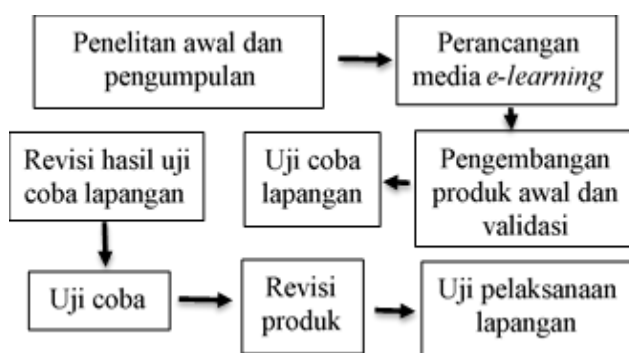 Penelitan awal dan
pengumpulan
Perancangan
media e-learning
Revisi hasil uji
coba lapangan
Uji coba
lapangan
Pengembangan
produk awal dan
validasi
Uji coba
Revisi
produk
Uji pelaksanaan
lapangan